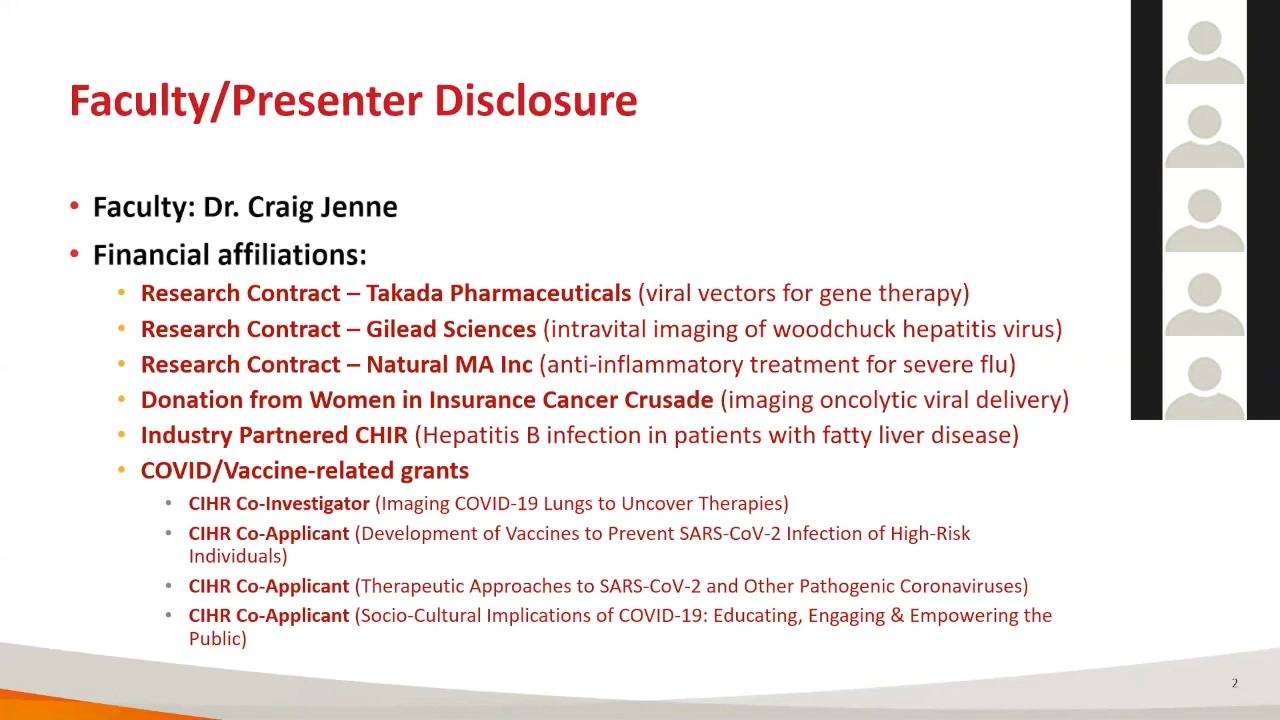 Faculty/Presenter Disclosure
• Faculty: Dr. Craig Jenne
• Financial affiliations:
• Research Contract – Takada Pharmaceuticals (viral vectors for gene therapy)
• Research Contract – Gilead Sciences (intravital imaging of woodchuck hepatitis virus)
• Research Contract – Natural MA Inc (anti-inflammatory treatment for severe flu)
• Donation from Women in Insurance Cancer Crusade (imaging oncolytic viral delivery)
• Industry Partnered CHIR (Hepatitis B infection in patients with fatty liver disease)
• COVID/Vaccine-related grants
• CIHR Co-Investigator (Imaging COVID-19 Lungs to Uncover Therapies)
• CIHR Co-Applicant (Development of Vaccines to Prevent SARS-CoV-2 Infection of High-Risk
Individuals)
• CIHR Co-Applicant (Therapeutic Approaches to SARS-CoV-2 and Other Pathogenic Coronaviruses)
• CIHR Co-Applicant (Socio-Cultural Implications of COVID-19: Educating, Engaging & Empowering the
Public)
2